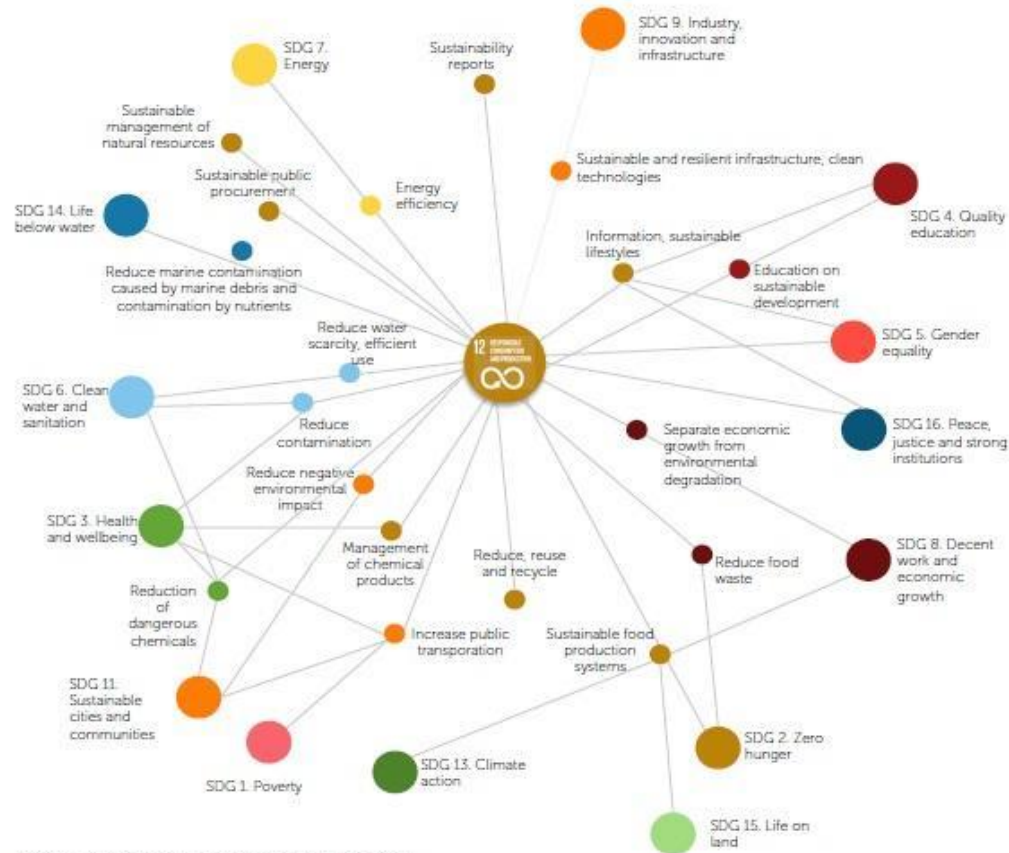 SDG 9. Industry,
innovation and
infrastructure
SDG 7.
Energy
Sustainability
reports
Sustainable
management of
natural resources
Sustainable and resilient infrastructure, clean
technologies
Sustainable public
procurement
Energy
efficiency
SDG 14. Life
below water
SDG 4. Quality
education
Information, sustainable
lifestyles
Reduce marine contamination
caused by marine debris and
contamination by nutrients
Education on
sustainable
development
Reduce water
scarcity, efficient
use
12 RESPONSIBLE
CONSUMPTION
AND PRODUCTION
SDG 5. Gender
equality
SDG 6. Clean
water and
sanitation
Reduce
contamination
Separate economic
growth from
environmental
degradation
SDG 16. Peace,
justice and strong
institutions
Reduce negative
environmental
impact
SDG 3. Health
and wellbeing
Management
of chemical
products
Reduce, reuse
and recycle
Reduce food
waste
SDG 8. Decent
work and
economic
growth
Reduction
of
dangerous
chemicals
Increase public
transporation
Sustainable food
production
systems
SDG 11.
Sustainable
cities and
communities
SDG 2. Zero
hunger
SDG 1. Poverty
SDG 13. Climate
action
SDG 15. Life on
land